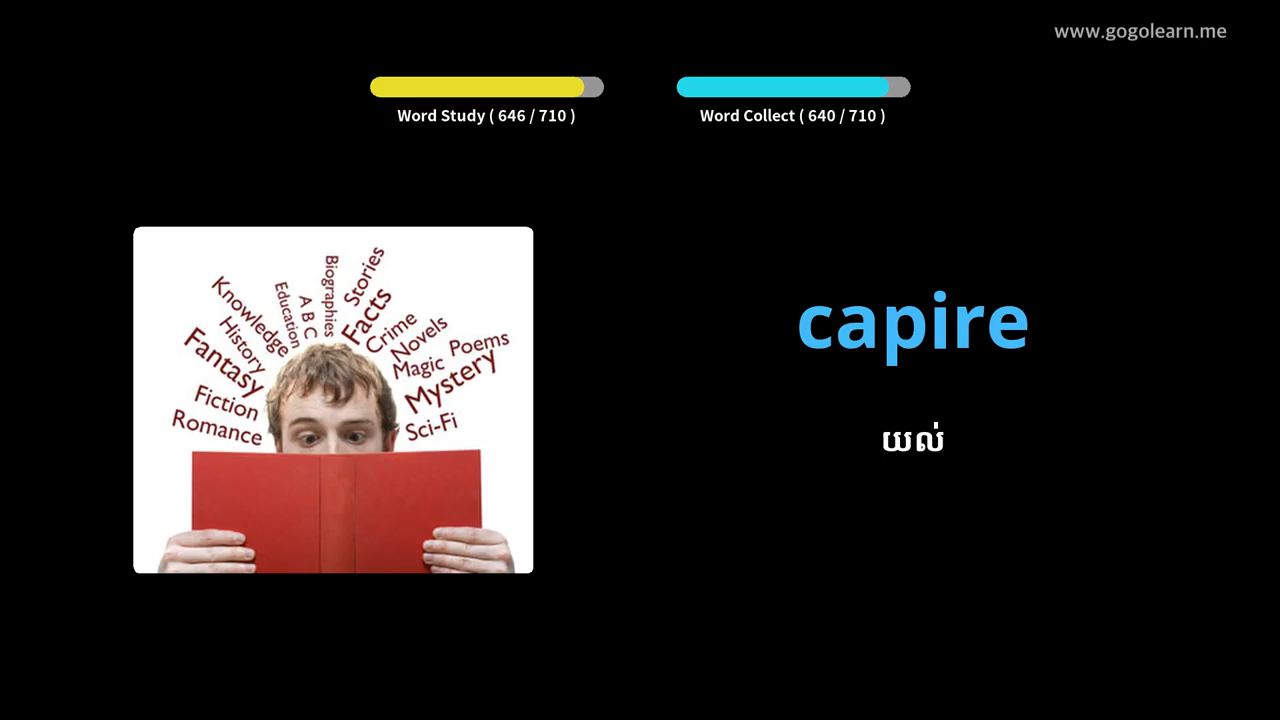 www.gogolearn.me
Word Study ( 646 / 710 )
Word Collect ( 640 / 710 )
Biographies
Stories
Education
A B C
Facts
Knowledge
History
Crime
Novels
Fantasy
Magic
Poems
Mystery
Fiction
Romance
Sci-Fi
capire
យល់